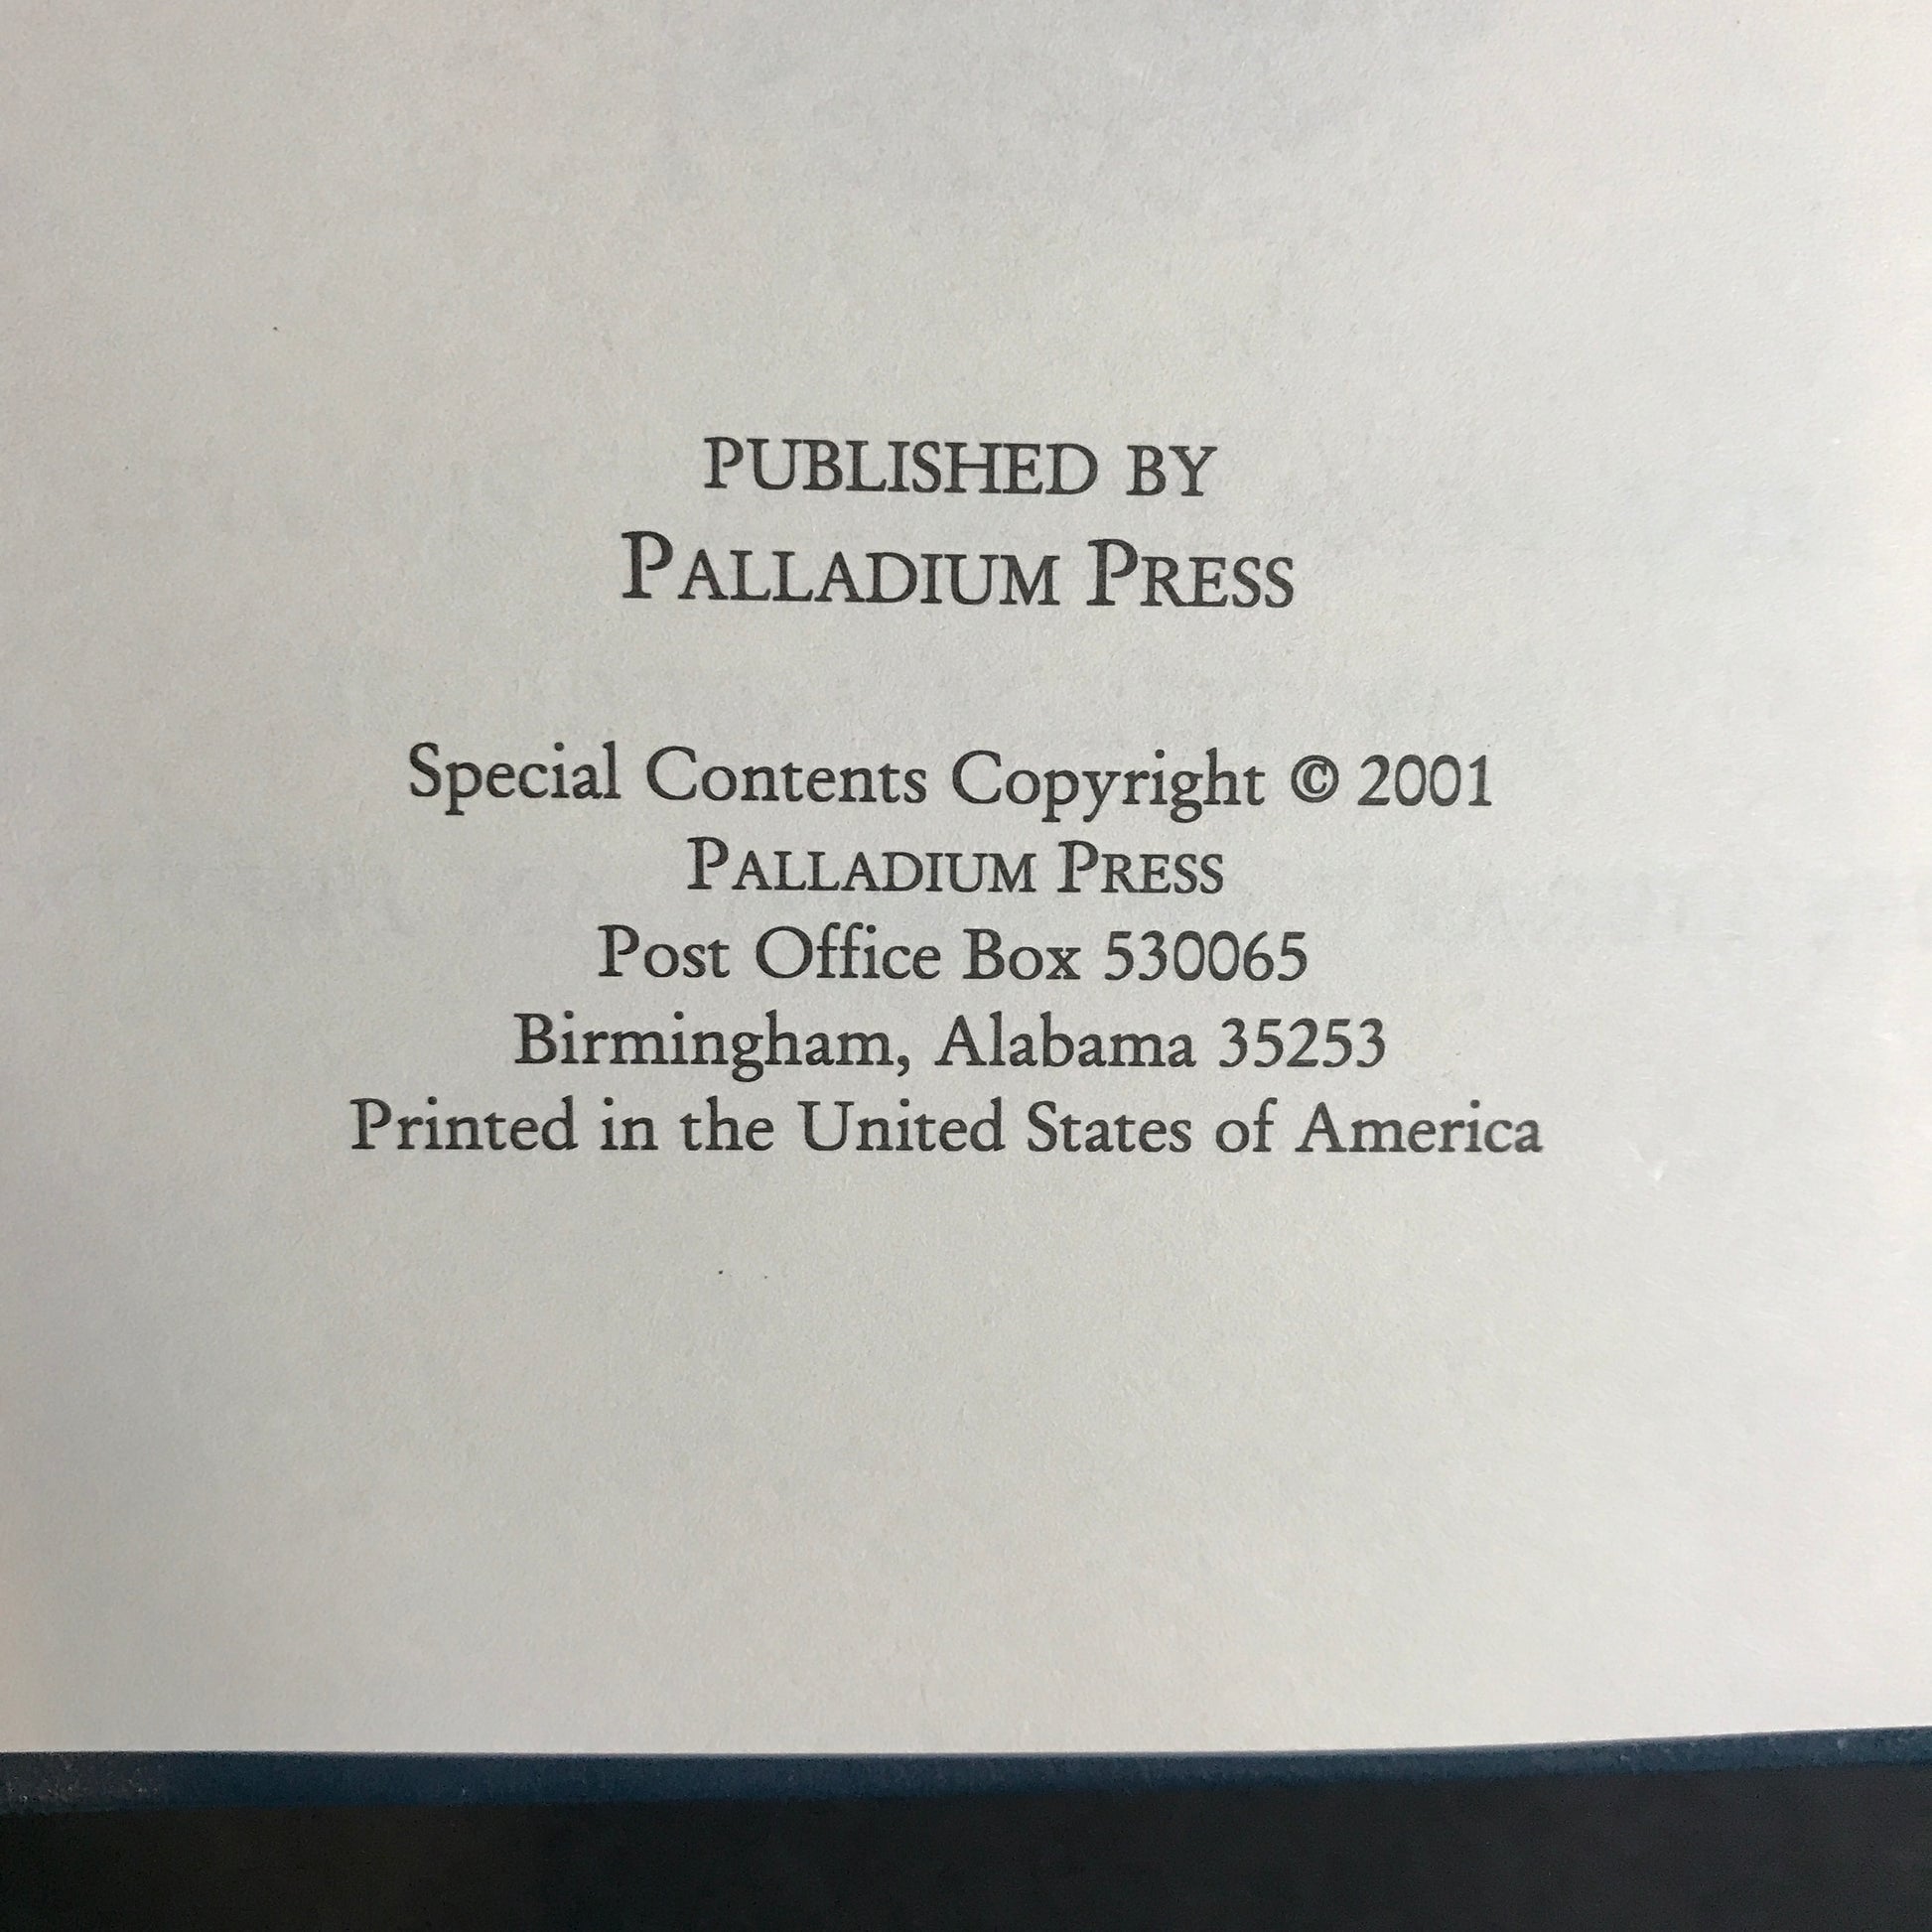 PUBLISHED BY
PALLADIUM PRESS
Special Contents Copyright © 2001
PALLADIUM PRESS
Post Office Box 530065
Birmingham, Alabama 35253
Printed in the United States of America